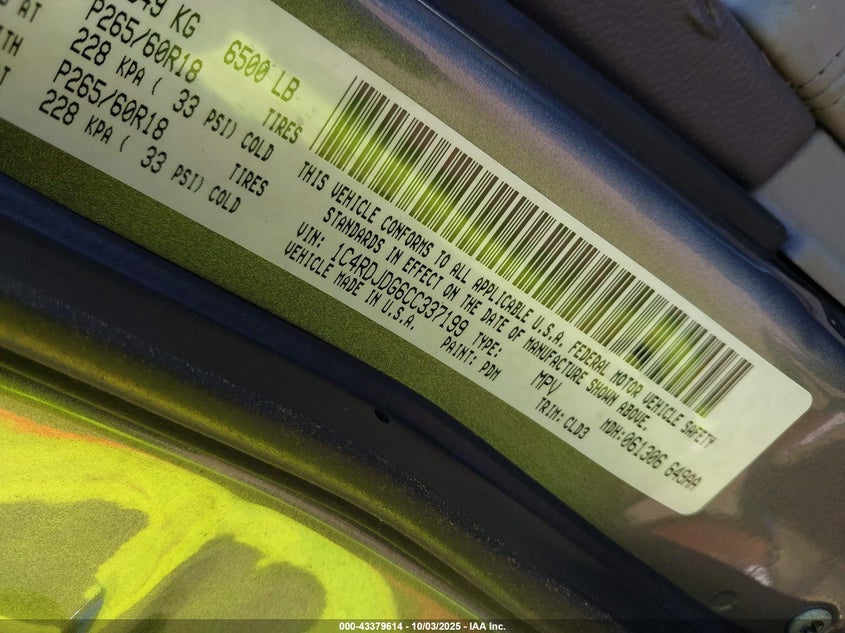 49 KG 6500 LB
P265/60R18 TIRES
228 KPA ( 33 PSI) COLD
P265/60R18 TIRES
228 KPA ( 33 PSI) COLD
AT
ITH
T
THIS VEHICLE CONFORMS TO ALL APPLICABLE U.S.A. FEDERAL MOTOR VEHICLE SAFETY
STANDARDS IN EFFECT ON THE DATE OF MANUFACTURE SHOWN ABOVE.
VIN: 1C4RDJDG6CC337199 TYPE: MPV MDH: 061306 649AA
VEHICLE MADE IN U.S.A. PAINT: PDM TRIM: CLD3
000-43379614 - 10/03/2025 - IAA Inc.